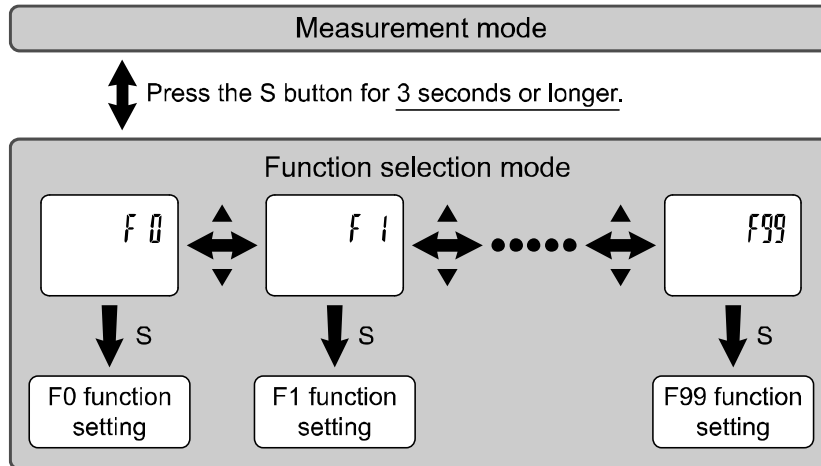 Measurement mode
Press the S button for 3 seconds or longer.
Function selection mode
F 0
F 1
F99
S
S
S
F0 function
setting
F1 function
setting
F99 function
setting